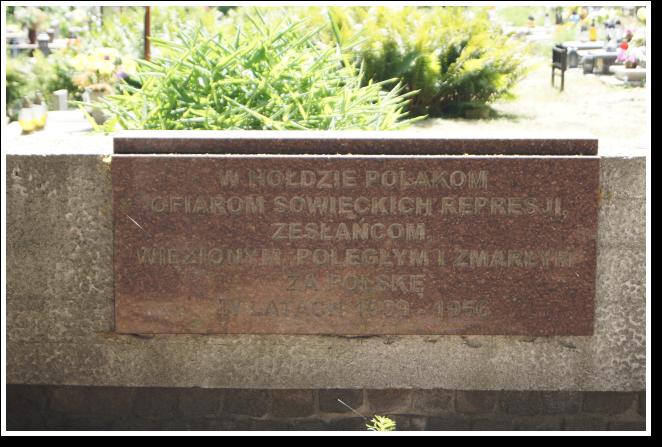 W HOŁDZIE POLAKOM
OFIAROM SOWIECKICH REPRESJI,
ZESŁAŃCOM,
WIĘZIONYM, POLEGŁYM I ZMARŁYM
ZA POLSKĘ
W LATACH 1939 - 1956